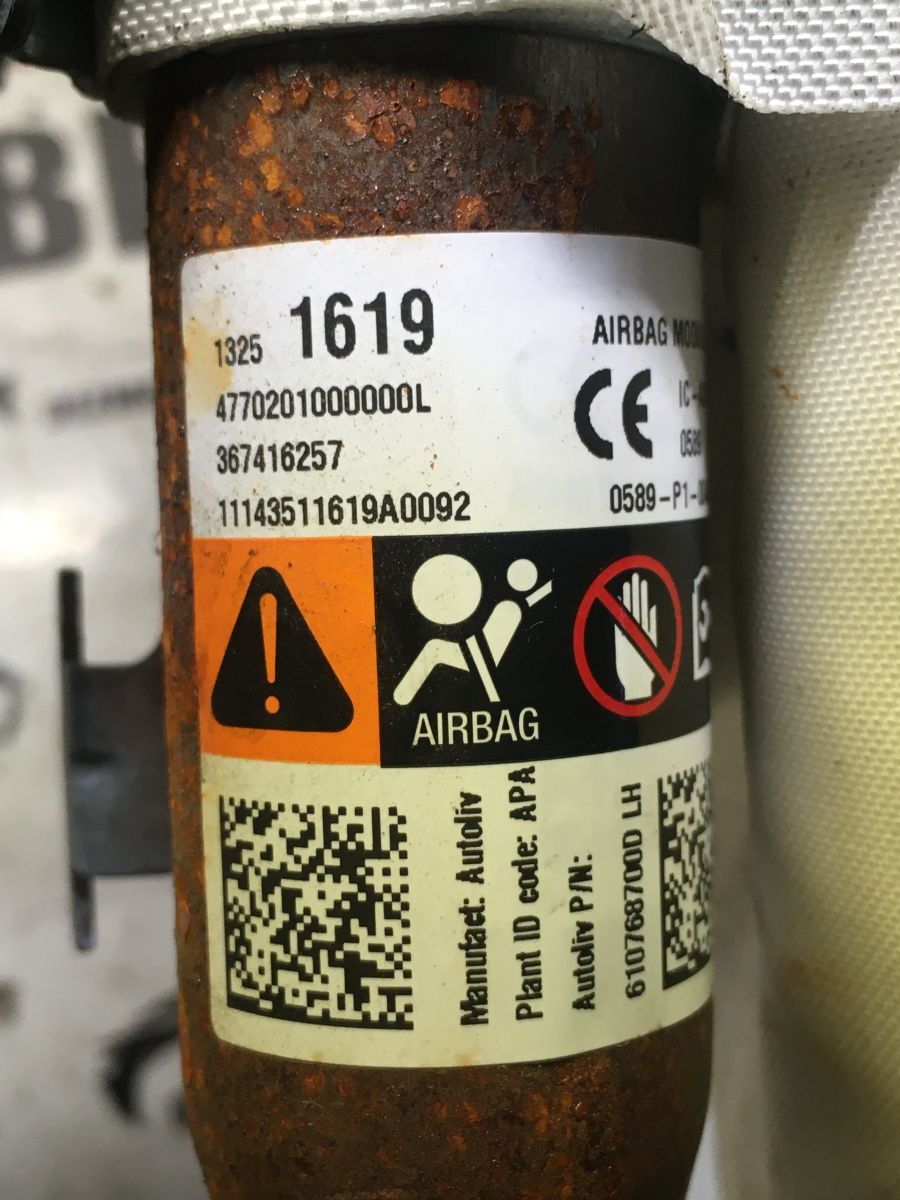 1325 1619
4770201000000L
367416257
11143511619A0092
AIRBAG
CE
0589-P1-
AIRBAG
Manufact: Autoliv
Plant ID code: APA
Autoliv P/N:
610768700D LH